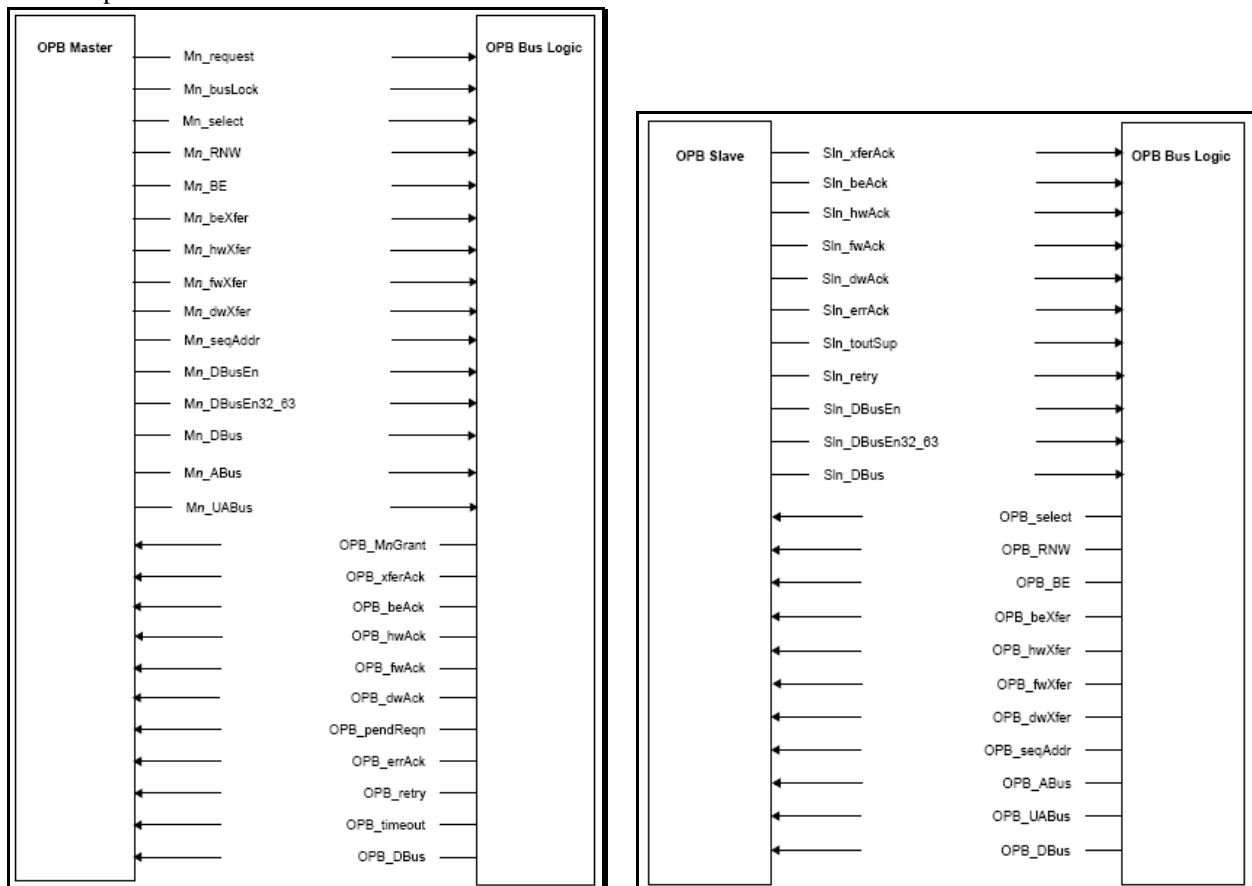 OPB Master
OPB Bus Logic
Mn_request
Mn_busLock
Mn_select
Mn_RNW
Mn_BE
Mn_beXfer
Mn_hwXfer
Mn_fwXfer
Mn_dwXfer
Mn_seqAddr
Mn_DBusEn
Mn_DBusEn32_63
Mn_DBus
Mn_ABus
Mn_UABus
OPB_MnGrant
OPB_xferAck
OPB_beAck
OPB_hwAck
OPB_fwAck
OPB_dwAck
OPB_pendReqn
OPB_errAck
OPB_retry
OPB_timeout
OPB_DBus
OPB Slave
OPB Bus Logic
Sln_xferAck
Sln_beAck
Sln_hwAck
Sln_fwAck
Sln_dwAck
Sln_errAck
Sln_toutSup
Sln_retry
Sln_DBusEn
Sln_DBusEn32_63
Sln_DBus
OPB_select
OPB_RNW
OPB_BE
OPB_beXfer
OPB_hwXfer
OPB_fwXfer
OPB_dwXfer
OPB_seqAddr
OPB_ABus
OPB_UABus
OPB_DBus